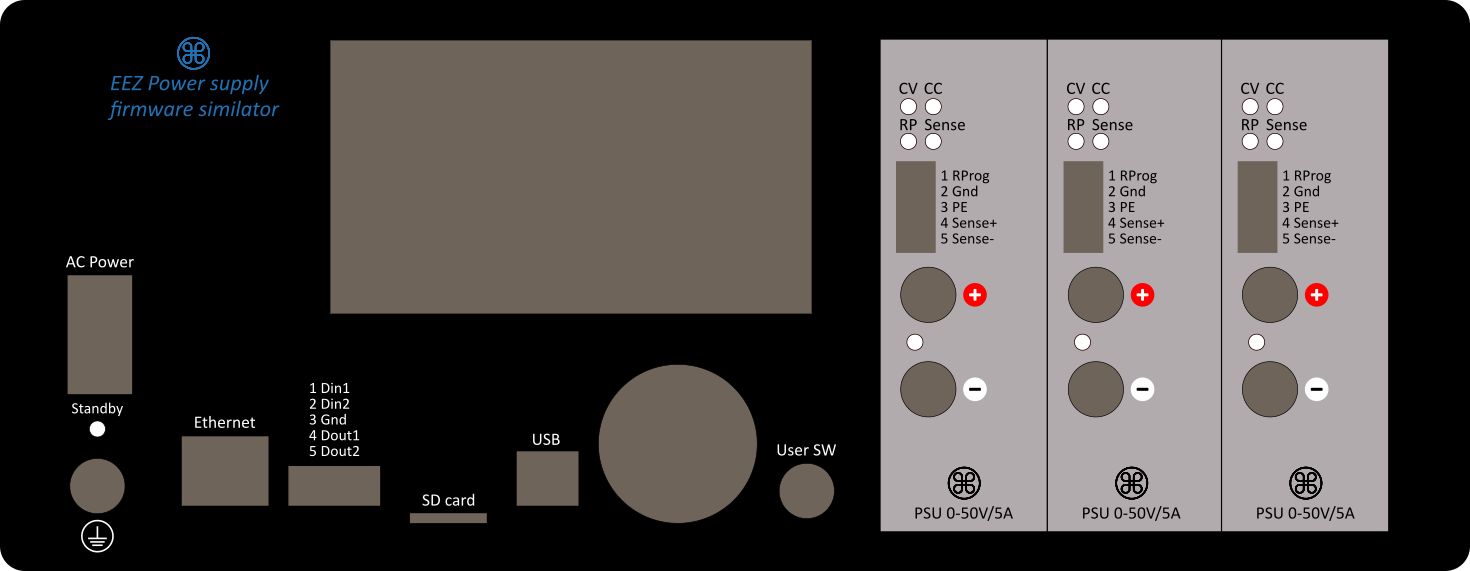 EEZ Power supply
firmware similator
AC Power
Standby
Ethernet
1 Din1
2 Din2
3 Gnd
4 Dout1
5 Dout2
SD card
USB
User SW
CV CC
RP Sense
1 RProg
2 Gnd
3 PE
4 Sense+
5 Sense-
+
−
PSU 0-50V/5A
CV CC
RP Sense
1 RProg
2 Gnd
3 PE
4 Sense+
5 Sense-
+
−
PSU 0-50V/5A
CV CC
RP Sense
1 RProg
2 Gnd
3 PE
4 Sense+
5 Sense-
+
−
PSU 0-50V/5A